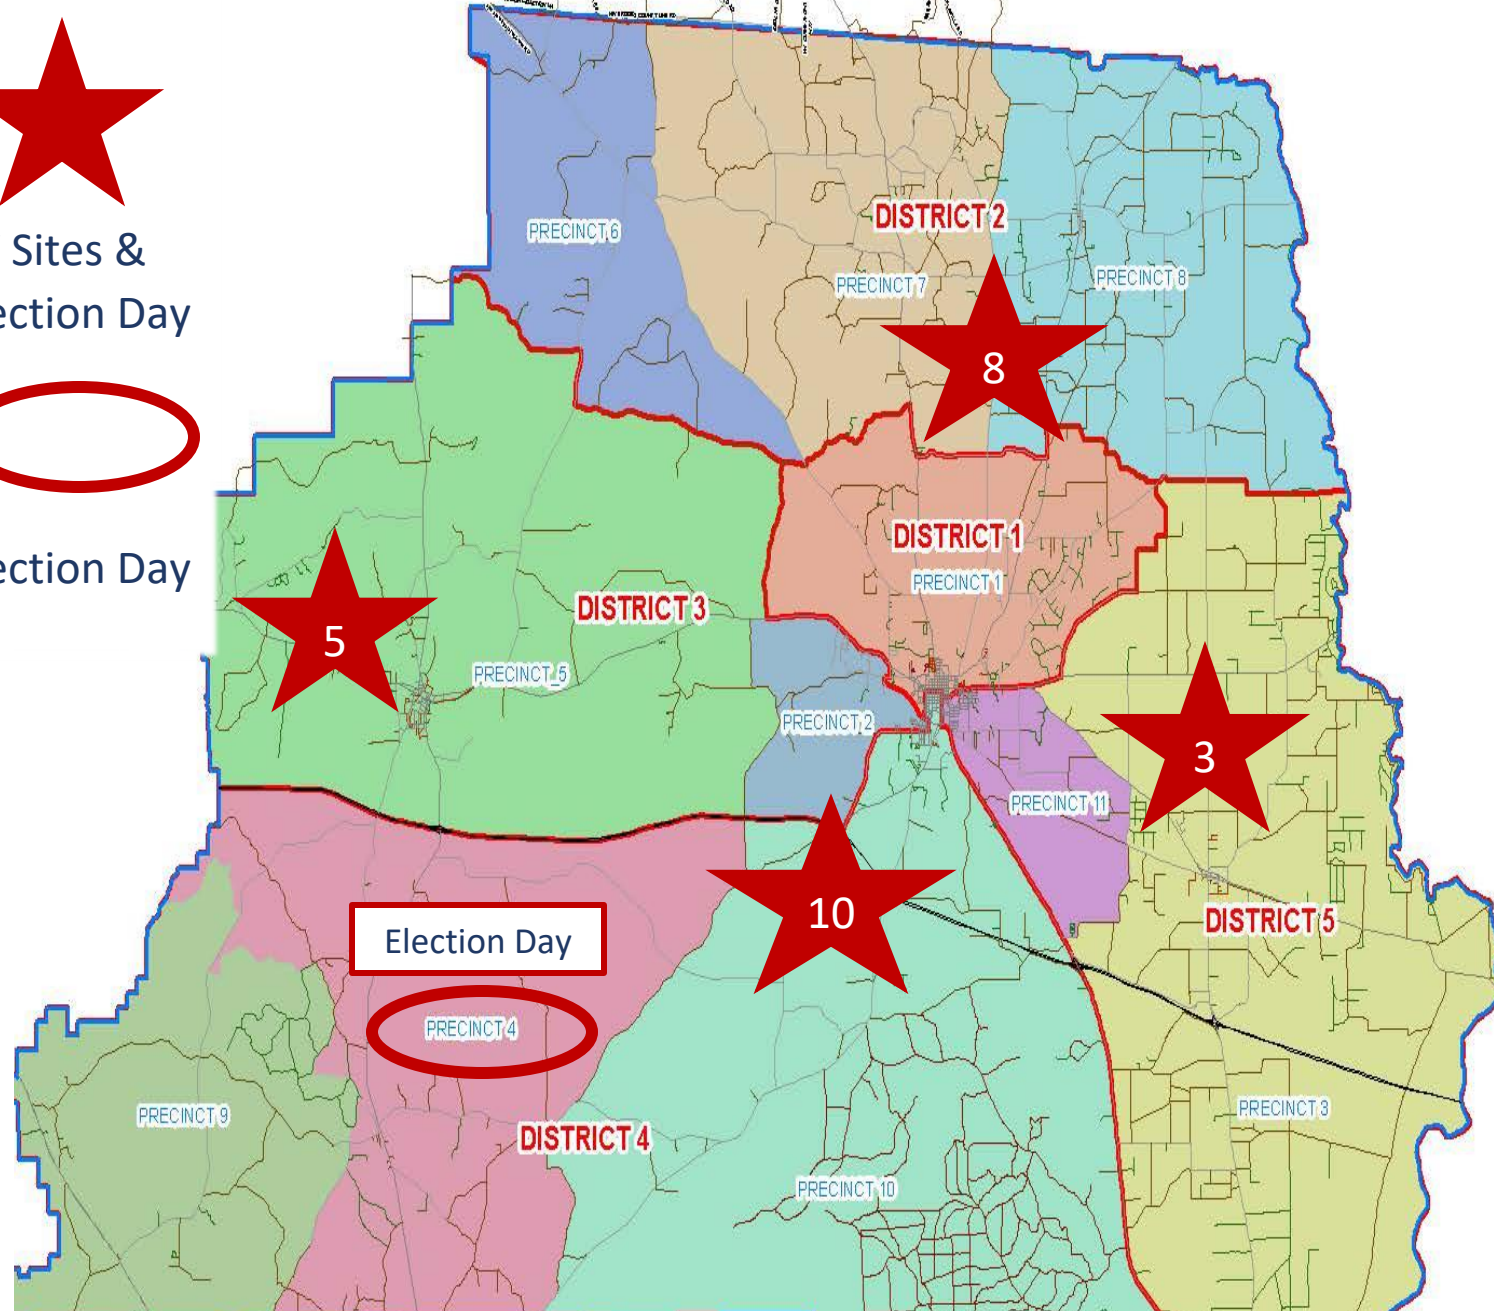 Sites &
ection Day
ection Day
DISTRICT 2
PRECINCT 6
PRECINCT 7
PRECINCT 8
8
DISTRICT 1
PRECINCT 1
DISTRICT 3
5
PRECINCT_5
PRECINCT 2
3
PRECINCT 11
10
DISTRICT 5
Election Day
PRECINCT 4
PRECINCT 9
DISTRICT 4
PRECINCT 3
PRECINCT 10